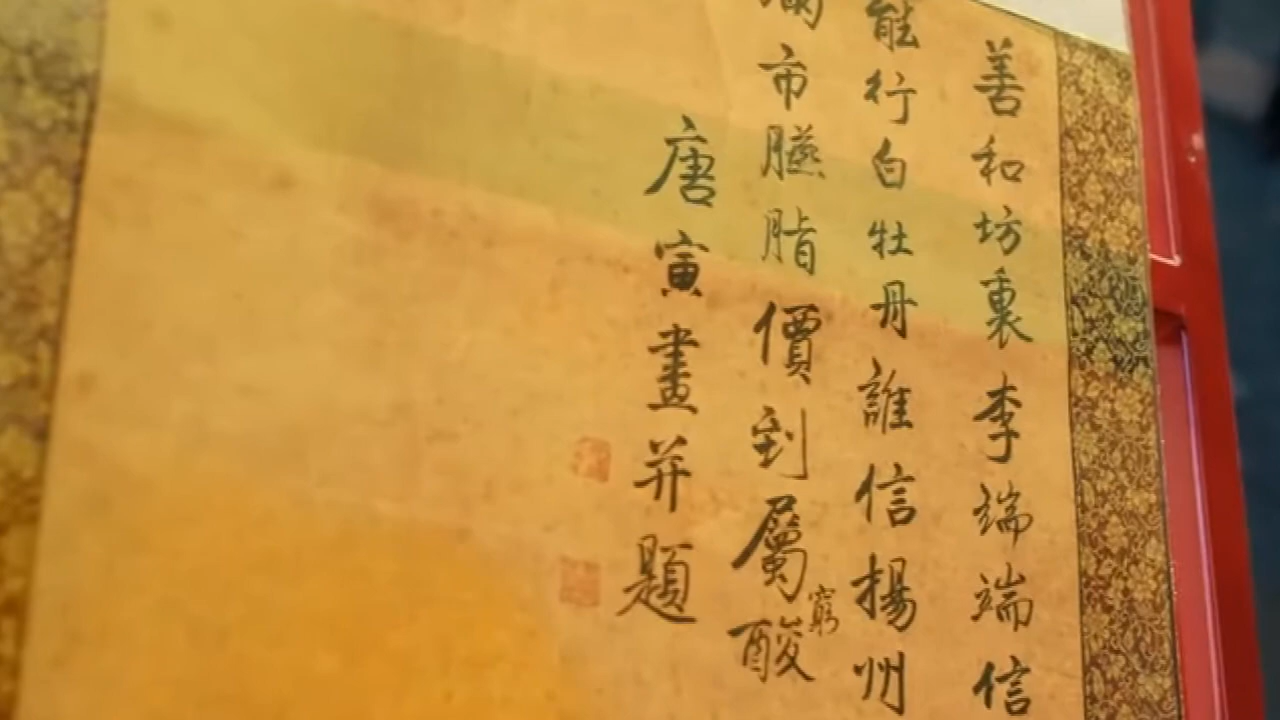 善和坊裏李端端信
能行白牡丹誰信揚州
滿市臙脂價到屬窮酸
唐寅畫并題